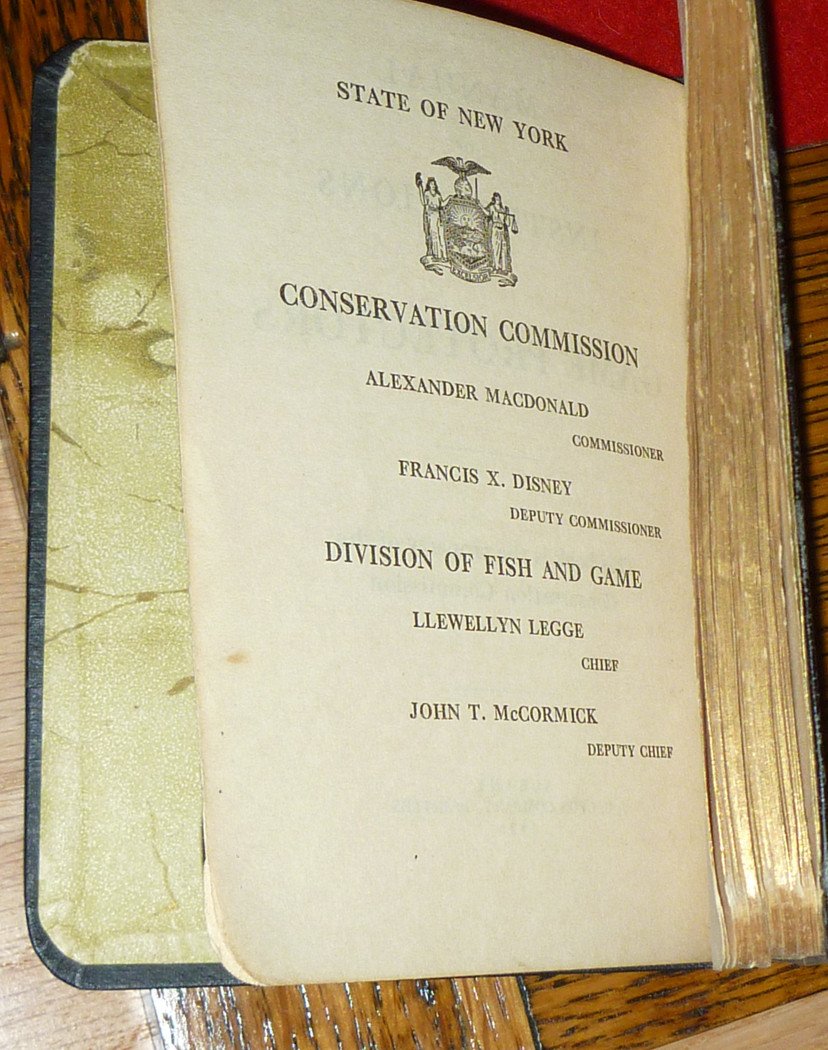 STATE OF NEW YORK
EXCELSIOR
CONSERVATION COMMISSION
ALEXANDER MACDONALD
COMMISSIONER
FRANCIS X. DISNEY
DEPUTY COMMISSIONER
DIVISION OF FISH AND GAME
LLEWELLYN LEGGE
CHIEF
JOHN T. McCORMICK
DEPUTY CHIEF